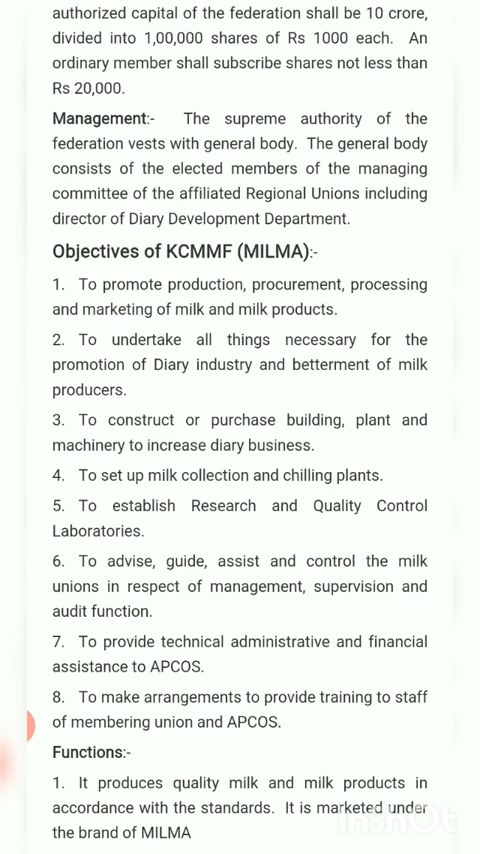 authorized capital of the federation shall be 10 crore,
divided into 1,00,000 shares of Rs 1000 each. An
ordinary member shall subscribe shares not less than
Rs 20,000.
Management:- The supreme authority of the
federation vests with general body. The general body
consists of the elected members of the managing
committee of the affiliated Regional Unions including
director of Diary Development Department.
Objectives of KCMMF (MILMA):-
1. To promote production, procurement, processing
and marketing of milk and milk products.
2. To undertake all things necessary for the
promotion of Diary industry and betterment of milk
producers.
3. To construct or purchase building, plant and
machinery to increase diary business.
4. To set up milk collection and chilling plants.
5. To establish Research and Quality Control
Laboratories.
6. To advise, guide, assist and control the milk
unions in respect of management, supervision and
audit function.
7. To provide technical administrative and financial
assistance to APCOS.
8. To make arrangements to provide training to staff
of membering union and APCOS.
Functions:-
1. It produces quality milk and milk products in
accordance with the standards. It is marketed under
the brand of MILMA
InShOt